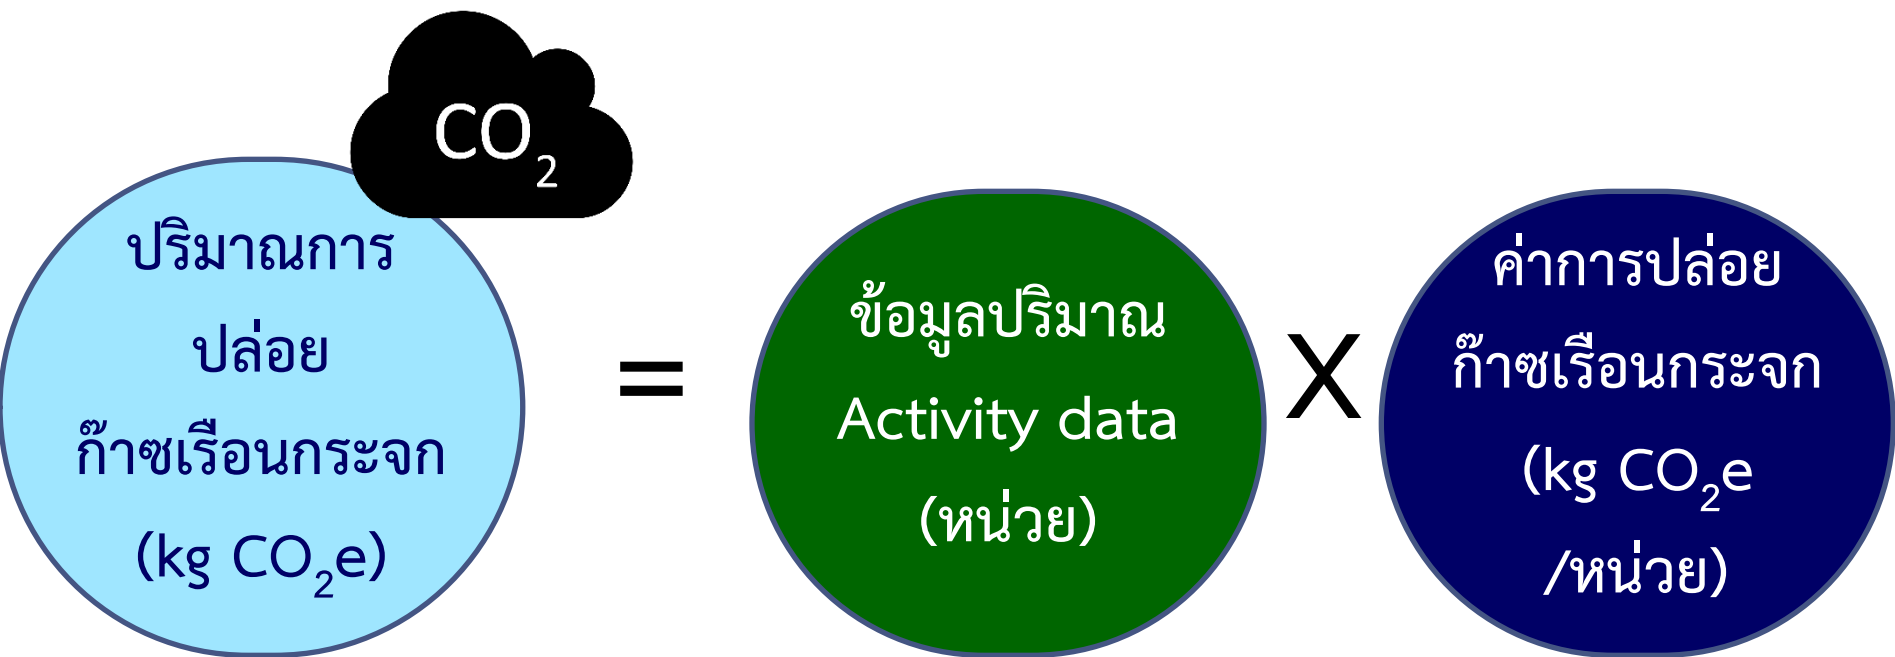 CO₂
ปริมาณการ
ปล่อย
ก๊าซเรือนกระจก
(kg CO₂e)
=
ข้อมูลปริมาณ
Activity data
(หน่วย)
X
ค่าการปล่อย
ก๊าซเรือนกระจก
(kg CO₂e
/หน่วย)